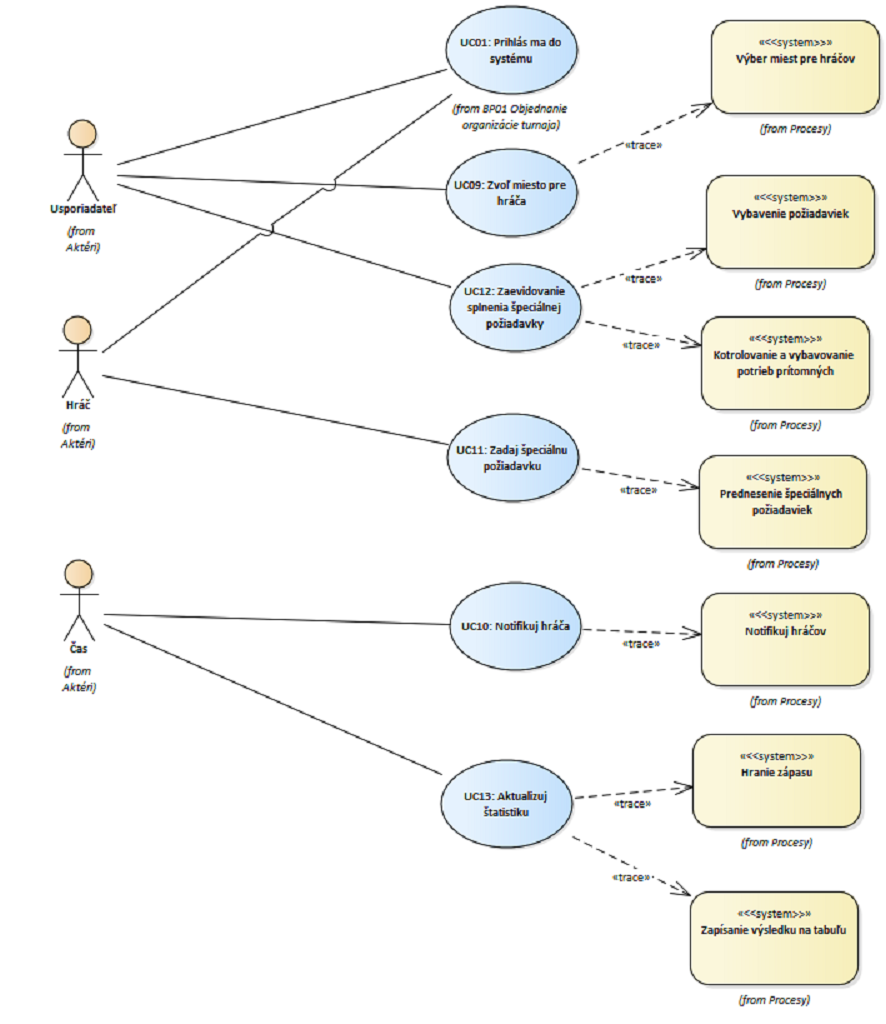 UC01: Prihlás ma do
systému
(from BP01 Objednanie
organizácie turnaja)
«<<system>>»
Výber miest pre hráčov
(from Procesy)
«trace»
Usporiadateľ
(from
Aktéri)
UC09: Zvoľ miesto pre
hráča
«<<system>>»
Vybavenie požiadaviek
(from Procesy)
«trace»
UC12: Zaevidovanie
splnenia špeciálnej
požiadavky
«trace»
«<<system>>»
Kotrolovanie a vybavovanie
potrieb prítomných
(from Procesy)
Hráč
(from
Aktéri)
UC11: Zadaj špeciálnu
požiadavku
«trace»
«<<system>>»
Prednesenie špeciálnych
požiadaviek
(from Procesy)
Čas
(from
Aktéri)
UC10: Notifikuj hráča
«trace»
«<<system>>»
Notifikuj hráčov
(from Procesy)
UC13: Aktualizuj
štatistiku
«trace»
«<<system>>»
Hranie zápasu
(from Procesy)
«trace»
«<<system>>»
Zapísanie výsledku na tabuľu
(from Procesy)